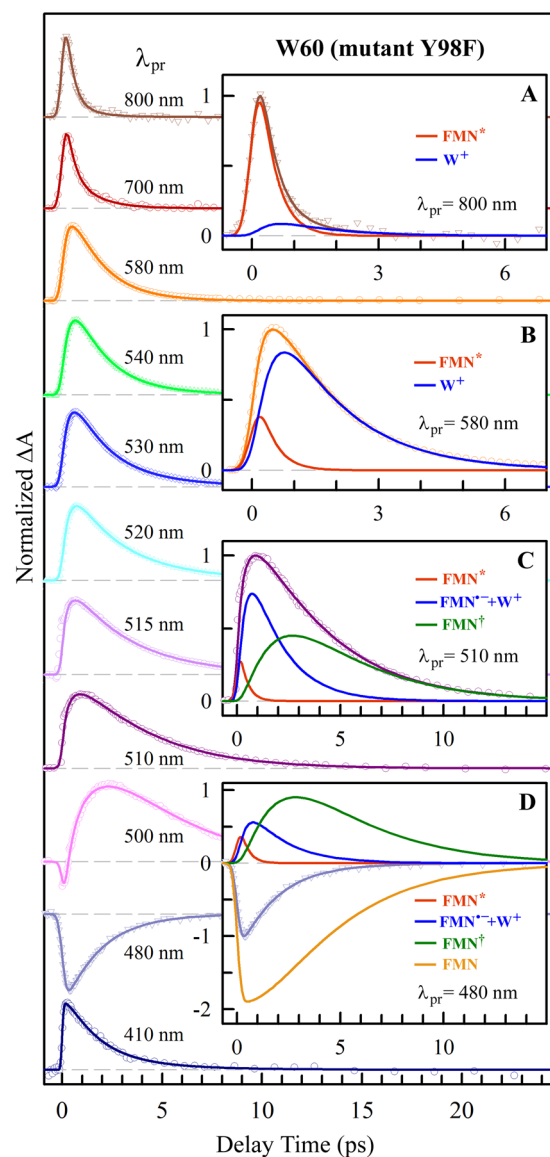 W60 (mutant Y98F)
λpr
800 nm
700 nm
580 nm
540 nm
530 nm
520 nm
515 nm
510 nm
500 nm
480 nm
410 nm
A
1
0
FMN*
W+
λpr= 800 nm
0 3 6
B
1
0
FMN*
W+
λpr= 580 nm
0 3 6
C
1
0
FMN*
FMN•−+W+
FMN†
λpr= 510 nm
0 5 10
D
1
0
-1
-2
FMN*
FMN•−+W+
FMN†
FMN
λpr= 480 nm
0 5 10
Normalized ΔA
0 5 10 15 20
Delay Time (ps)